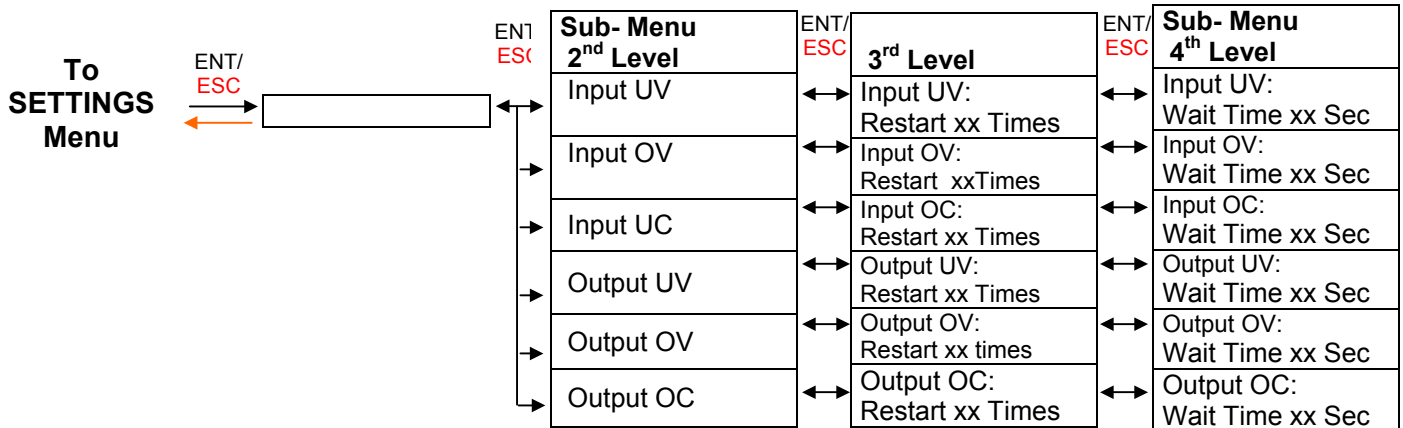 To
SETTINGS
Menu
ENT/
ESC
ENT
ESC
Sub- Menu
2nd Level
Input UV
Input OV
Input UC
Output UV
Output OV
Output OC
ENT/
ESC
3rd Level
Input UV:
Restart xx Times
Input OV:
Restart xxTimes
Input OC:
Restart xx Times
Output UV:
Restart xx Times
Output OV:
Restart xx times
Output OC:
Restart xx Times
ENT/
ESC
Sub- Menu
4th Level
Input UV:
Wait Time xx Sec
Input OV:
Wait Time xx Sec
Input OC:
Wait Time xx Sec
Output UV:
Wait Time xx Sec
Output OV:
Wait Time xx Sec
Output OC:
Wait Time xx Sec